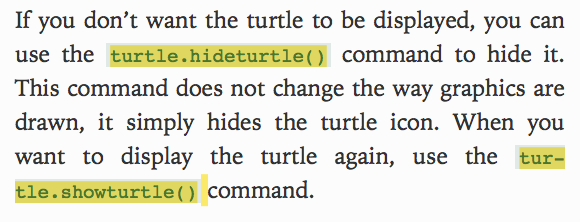 If you don’t want the turtle to be displayed, you can
use the turtle.hideturtle() command to hide it.
This command does not change the way graphics are
drawn, it simply hides the turtle icon. When you
want to display the turtle again, use the tur-
tle.showturtle() command.